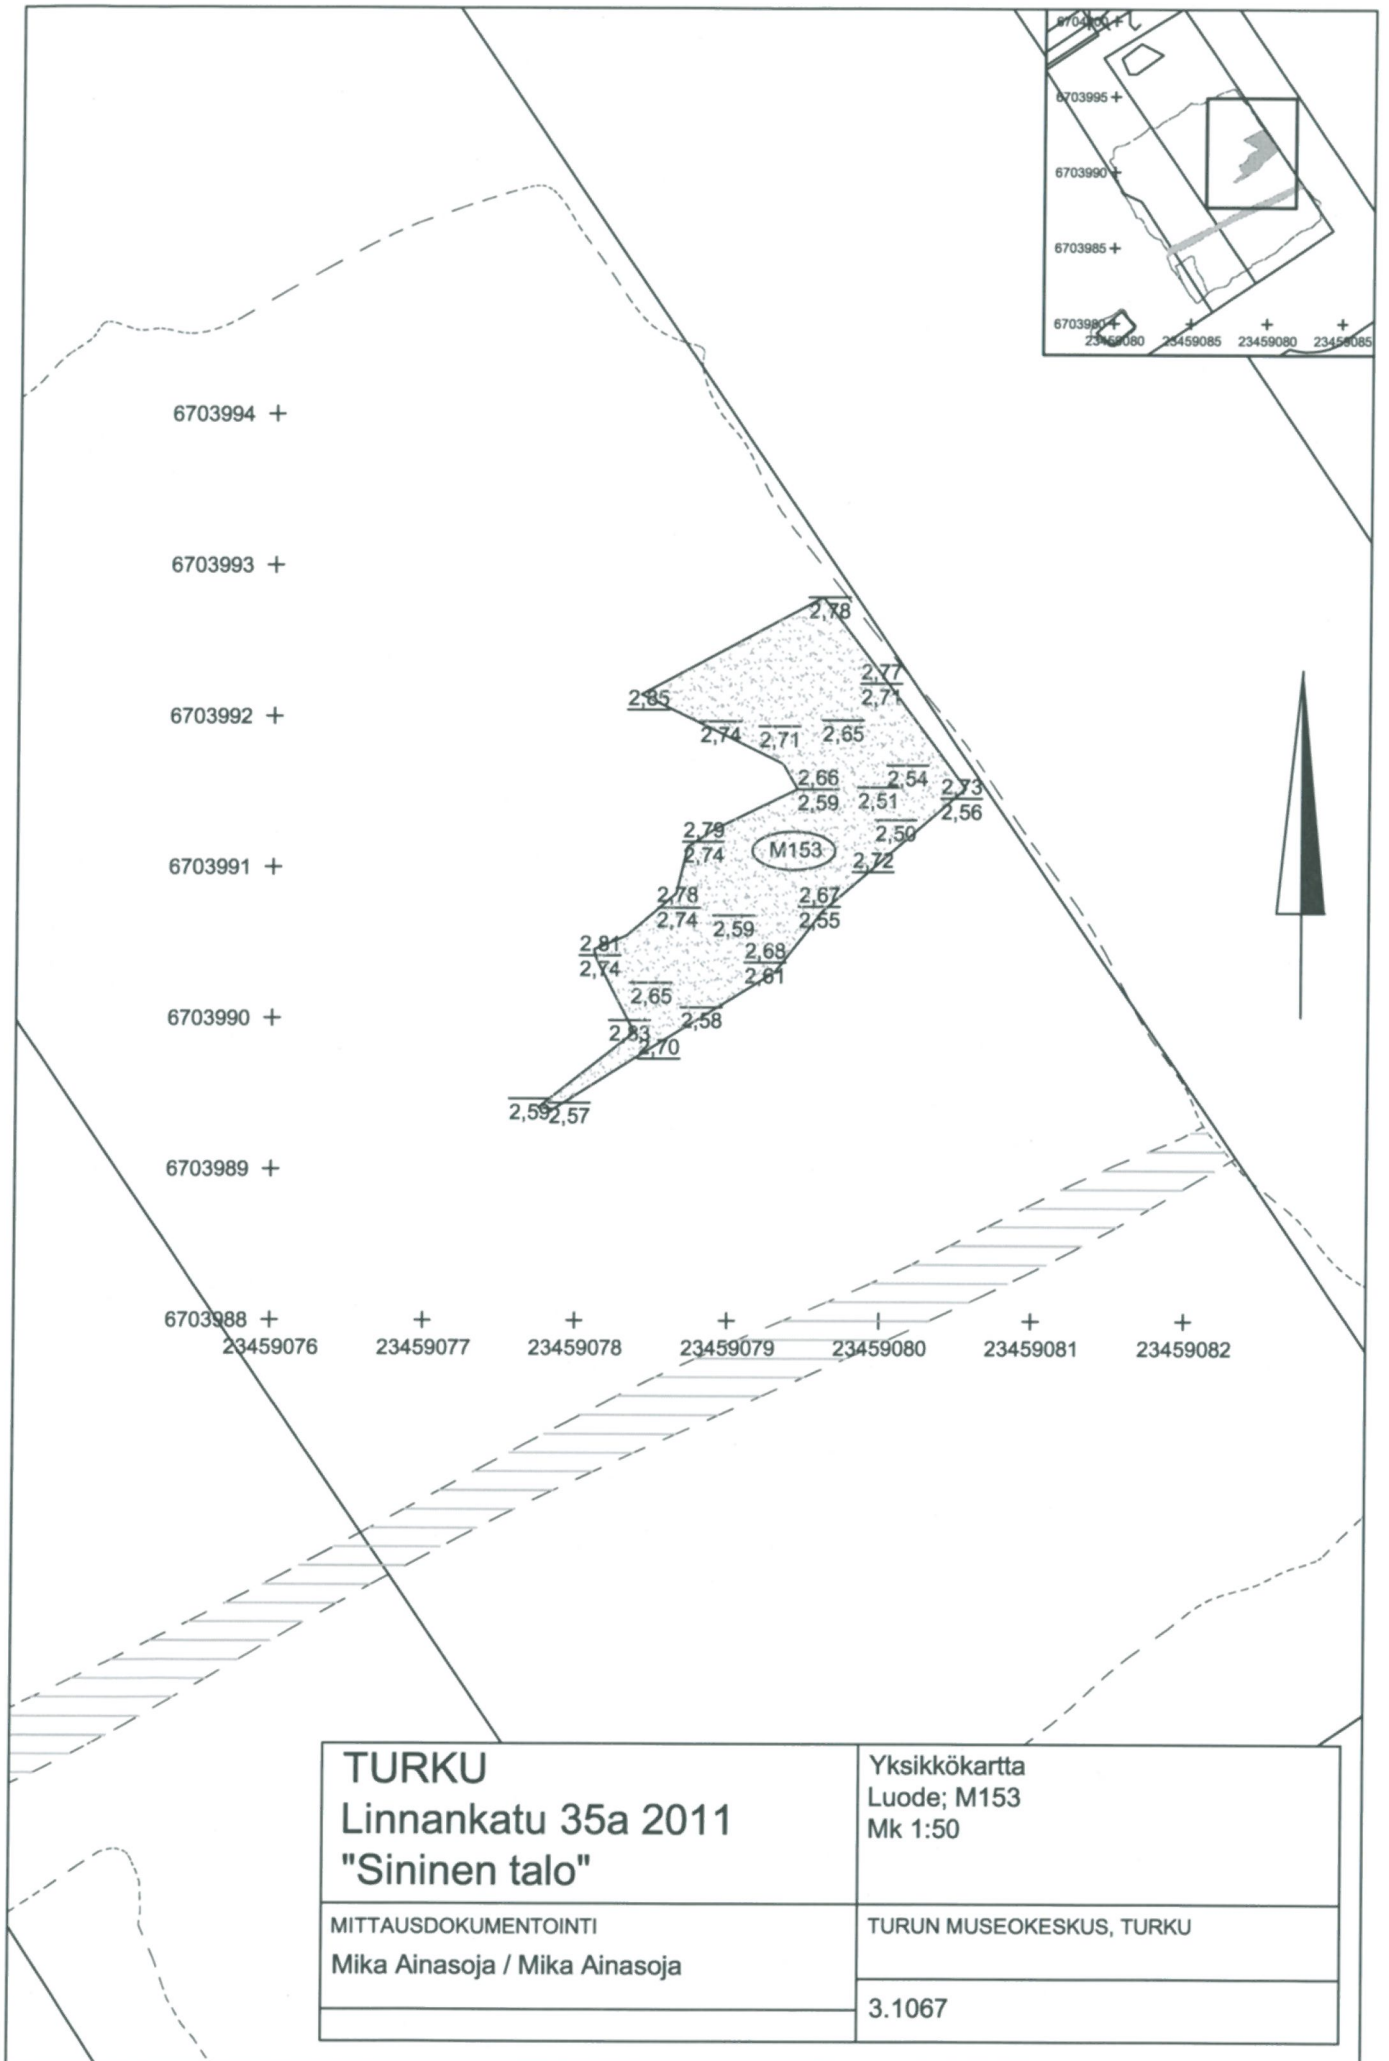 6704000
6703995
6703990
6703985
6703980
23459080 23459085 23459080 23459085
6703994
6703993
2,78
2,77
2,71
2,85
6703992
2,74 2,71 2,65
2,66 2,54
2,59 2,51 2,73
2,56
2,50
2,79
2,74 M153 2,72
6703991
2,78 2,67
2,74 2,59 2,55
2,81 2,68
2,74 2,61
2,65
6703990
2,63 2,58
2,70
2,59 2,57
6703989
6703988
23459076 23459077 23459078 23459079 23459080 23459081 23459082
TURKU
Linnankatu 35a 2011
"Sininen talo"
Yksikkökartta
Luode; M153
Mk 1:50
MITTAUSDOKUMENTOINTI
Mika Ainasoja / Mika Ainasoja
TURUN MUSEOKESKUS, TURKU
3.1067